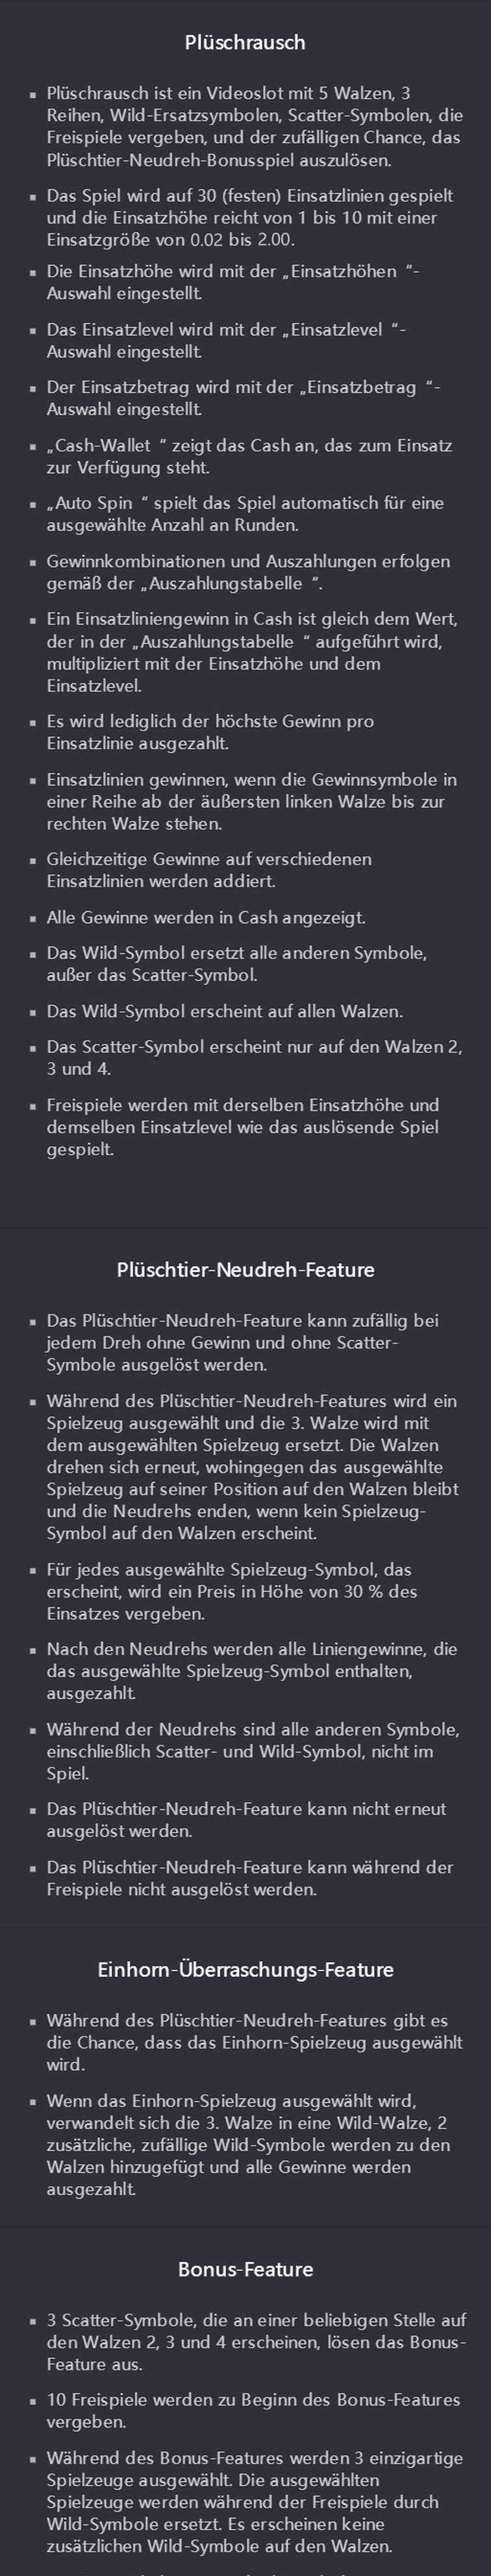 Plüschrausch
▪ Plüschrausch ist ein Videoslot mit 5 Walzen, 3
Reihen, Wild-Ersatzsymbolen, Scatter-Symbolen, die
Freispiele vergeben, und der zufälligen Chance, das
Plüschtier-Neudreh-Bonusspiel auszulösen.
▪ Das Spiel wird auf 30 (festen) Einsatzlinien gespielt
und die Einsatzhöhe reicht von 1 bis 10 mit einer
Einsatzgröße von 0.02 bis 2.00.
▪ Die Einsatzhöhe wird mit der „Einsatzhöhen “-
Auswahl eingestellt.
▪ Das Einsatzlevel wird mit der „Einsatzlevel “-
Auswahl eingestellt.
▪ Der Einsatzbetrag wird mit der „Einsatzbetrag “-
Auswahl eingestellt.
▪ „Cash-Wallet “ zeigt das Cash an, das zum Einsatz
zur Verfügung steht.
▪ „Auto Spin “ spielt das Spiel automatisch für eine
ausgewählte Anzahl an Runden.
▪ Gewinnkombinationen und Auszahlungen erfolgen
gemäß der „Auszahlungstabelle “.
▪ Ein Einsatzliniengewinn in Cash ist gleich dem Wert,
der in der „Auszahlungstabelle “ aufgeführt wird,
multipliziert mit der Einsatzhöhe und dem
Einsatzlevel.
▪ Es wird lediglich der höchste Gewinn pro
Einsatzlinie ausgezahlt.
▪ Einsatzlinien gewinnen, wenn die Gewinnsymbole in
einer Reihe ab der äußersten linken Walze bis zur
rechten Walze stehen.
▪ Gleichzeitige Gewinne auf verschiedenen
Einsatzlinien werden addiert.
▪ Alle Gewinne werden in Cash angezeigt.
▪ Das Wild-Symbol ersetzt alle anderen Symbole,
außer das Scatter-Symbol.
▪ Das Wild-Symbol erscheint auf allen Walzen.
▪ Das Scatter-Symbol erscheint nur auf den Walzen 2,
3 und 4.
▪ Freispiele werden mit derselben Einsatzhöhe und
demselben Einsatzlevel wie das auslösende Spiel
gespielt.
Plüschtier-Neudreh-Feature
▪ Das Plüschtier-Neudreh-Feature kann zufällig bei
jedem Dreh ohne Gewinn und ohne Scatter-
Symbole ausgelöst werden.
▪ Während des Plüschtier-Neudreh-Features wird ein
Spielzeug ausgewählt und die 3. Walze wird mit
dem ausgewählten Spielzeug ersetzt. Die Walzen
drehen sich erneut, wohingegen das ausgewählte
Spielzeug auf seiner Position auf den Walzen bleibt
und die Neudrehs enden, wenn kein Spielzeug-
Symbol auf den Walzen erscheint.
▪ Für jedes ausgewählte Spielzeug-Symbol, das
erscheint, wird ein Preis in Höhe von 30 % des
Einsatzes vergeben.
▪ Nach den Neudrehs werden alle Liniengewinne, die
das ausgewählte Spielzeug-Symbol enthalten,
ausgezahlt.
▪ Während der Neudrehs sind alle anderen Symbole,
einschließlich Scatter- und Wild-Symbol, nicht im
Spiel.
▪ Das Plüschtier-Neudreh-Feature kann nicht erneut
ausgelöst werden.
▪ Das Plüschtier-Neudreh-Feature kann während der
Freispiele nicht ausgelöst werden.
Einhorn-Überraschungs-Feature
▪ Während des Plüschtier-Neudreh-Features gibt es
die Chance, dass das Einhorn-Spielzeug ausgewählt
wird.
▪ Wenn das Einhorn-Spielzeug ausgewählt wird,
verwandelt sich die 3. Walze in eine Wild-Walze, 2
zusätzliche, zufällige Wild-Symbole werden zu den
Walzen hinzugefügt und alle Gewinne werden
ausgezahlt.
Bonus-Feature
▪ 3 Scatter-Symbole, die an einer beliebigen Stelle auf
den Walzen 2, 3 und 4 erscheinen, lösen das Bonus-
Feature aus.
▪ 10 Freispiele werden zu Beginn des Bonus-Features
vergeben.
▪ Während des Bonus-Features werden 3 einzigartige
Spielzeuge ausgewählt. Die ausgewählten
Spielzeuge werden während der Freispiele durch
Wild-Symbole ersetzt. Es erscheinen keine
zusätzlichen Wild-Symbole auf den Walzen.